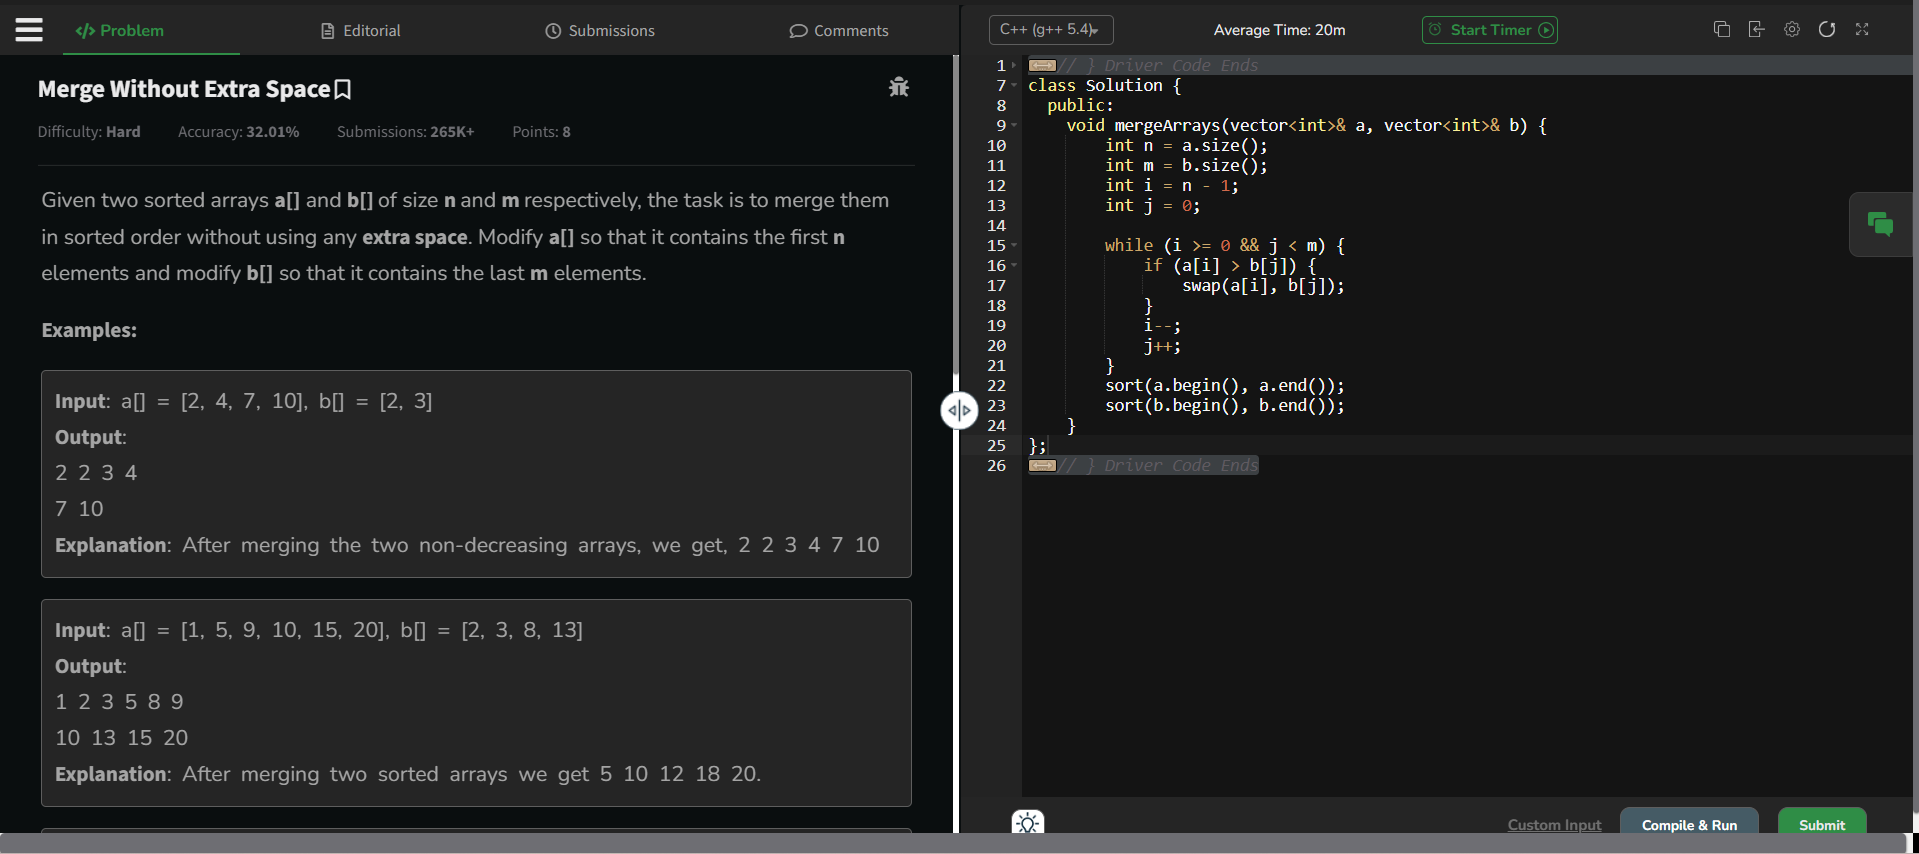 </> Problem
Editorial
Submissions
Comments
Merge Without Extra Space
Difficulty: Hard Accuracy: 32.01% Submissions: 265K+ Points: 8
Given two sorted arrays a[] and b[] of size n and m respectively, the task is to merge them
in sorted order without using any extra space. Modify a[] so that it contains the first n
elements and modify b[] so that it contains the last m elements.
Examples:
Input: a[] = [2, 4, 7, 10], b[] = [2, 3]
Output:
2 2 3 4
7 10
Explanation: After merging the two non-decreasing arrays, we get, 2 2 3 4 7 10
Input: a[] = [1, 5, 9, 10, 15, 20], b[] = [2, 3, 8, 13]
Output:
1 2 3 5 8 9
10 13 15 20
Explanation: After merging two sorted arrays we get 5 10 12 18 20.
C++ (g++ 5.4)
Average Time: 20m
Start Timer
1 // } Driver Code Ends
7 class Solution {
8 public:
9 void mergeArrays(vector<int>& a, vector<int>& b) {
10 int n = a.size();
11 int m = b.size();
12 int i = n - 1;
13 int j = 0;
14
15 while (i >= 0 && j < m) {
16 if (a[i] > b[j]) {
17 swap(a[i], b[j]);
18 }
19 i--;
20 j++;
21 }
22 sort(a.begin(), a.end());
23 sort(b.begin(), b.end());
24 }
25 };
26 // } Driver Code Ends
Custom Input
Compile & Run
Submit